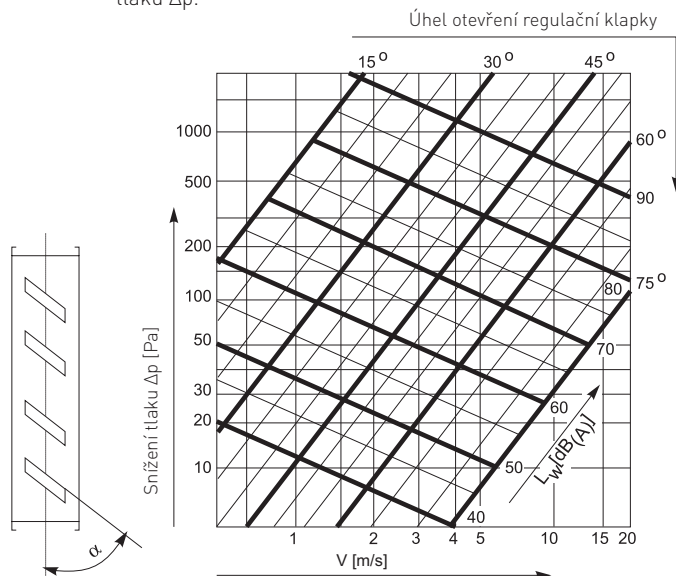 tlaku Δp.
Úhel otevření regulační klapky
15 o 30 o 45 o
60 o
1000
500
90
200
75 o
80
100
70
50
60
30
20
50
10
40
Snížení tlaku Δp [Pa]
Lw[dB(A)]
α
1 2 3 4 5 10 15 20
V [m/s]